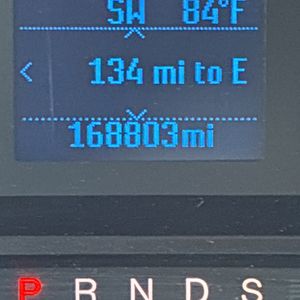 SW 84°F
< 134 mi to E
168803mi
P R N D S